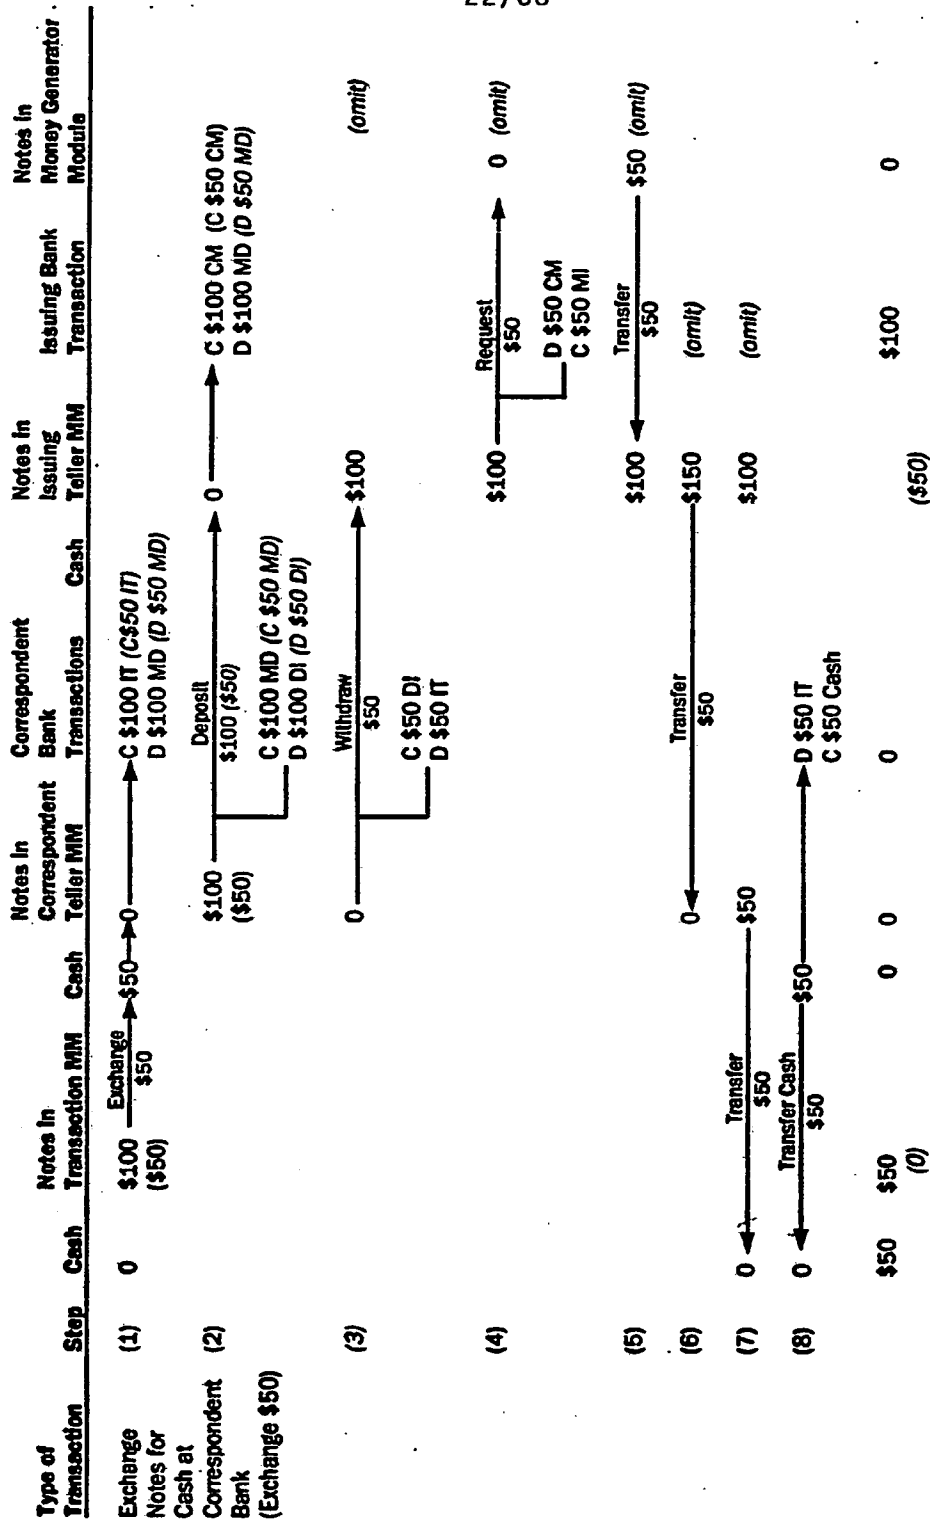 Type of Transaction Step Cash Notes in Transaction MM Cash Notes in Correspondent Teller MM Correspondent Bank Transactions Cash Notes in Issuing Teller MM Issuing Bank Transaction Notes in Money Generator Module
Exchange Notes for Cash at Correspondent Bank (Exchange $50)
(1) 0 $100 Exchange $50 0 C $100 IT (C$50 IT)
($50) $50 D $100 MD (D $50 MD)
(2) $100 Deposit 0 C $100 CM (C $50 CM)
($50) $100 ($50) D $100 MD (D $50 MD)
C $100 MD (C $50 MD)
D $100 DI (D $50 DI)
(3) 0 Withdraw $100 (omit)
$50
C $50 DI
D $50 IT
(4) $100 Request 0 (omit)
$50
D $50 CM
C $50 MI
(5) $100 Transfer $50 (omit)
$50
(6) 0 Transfer $150 (omit)
$50
(7) 0 Transfer $50 $100 (omit)
$50
(8) 0 Transfer Cash $50 D $50 IT
$50 C $50 Cash
$50 $50 0 0 0 $100 0
(0) ($50)